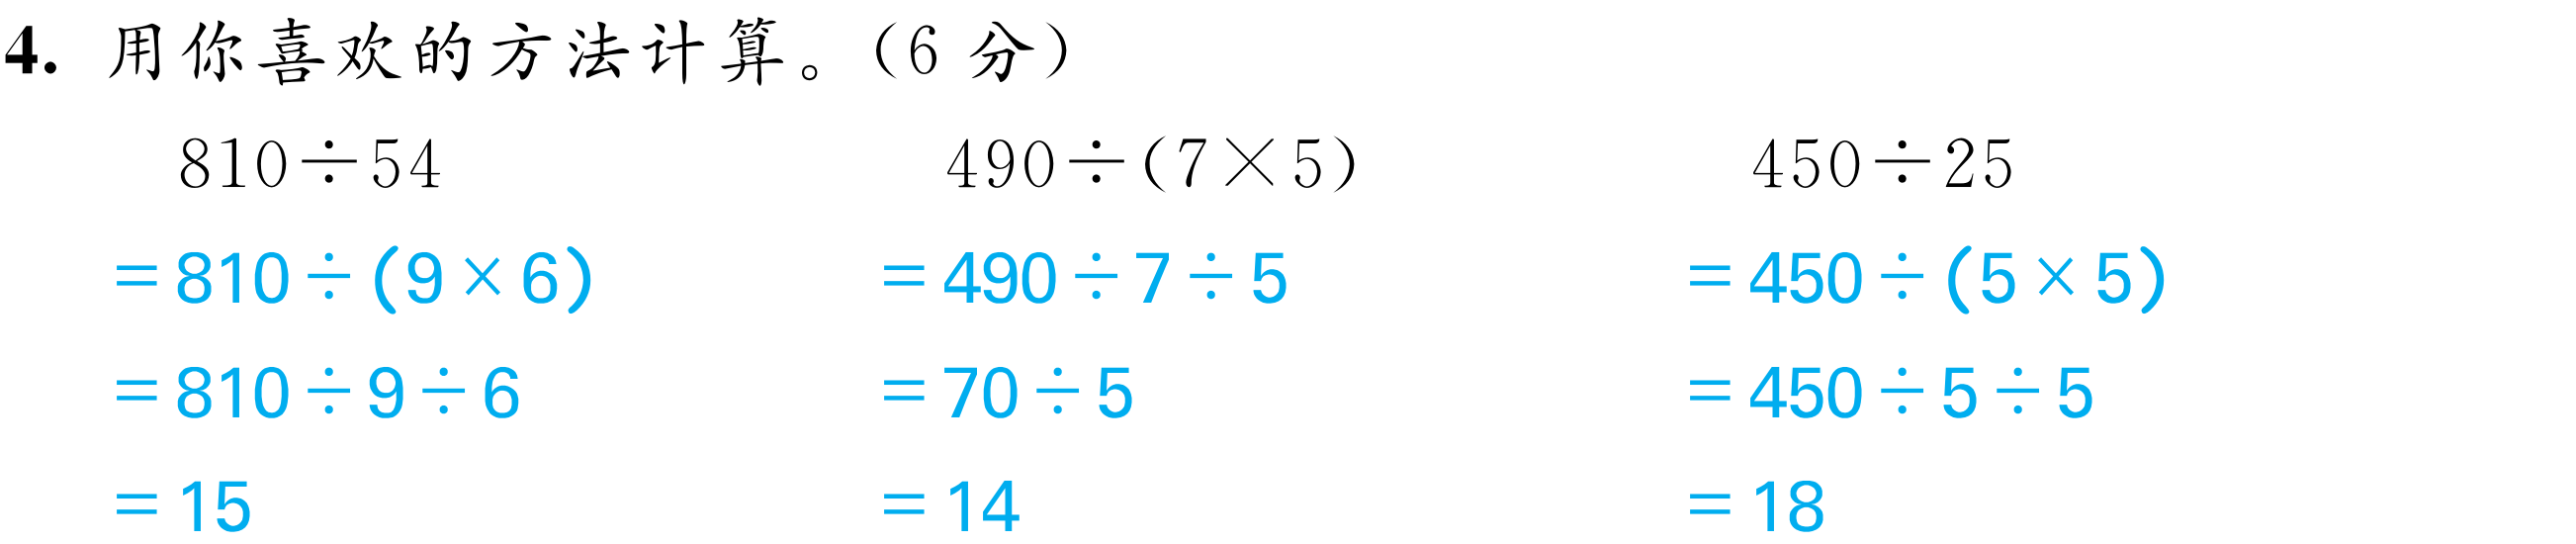 4. 用你喜欢的方法计算。(6 分)
810÷54 490÷(7×5) 450÷25
=810÷(9×6) =490÷7÷5 =450÷(5×5)
=810÷9÷6 =70÷5 =450÷5÷5
=15 =14 =18